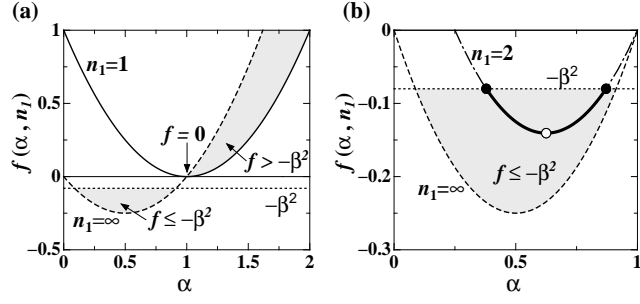 (a)
f (α, n₁)
1
0.5
0
−0.5
n₁=1
f = 0
f > −β²
−β²
n₁=∞
f ≤ −β²
0
0.5
1
1.5
2
α
(b)
f (α, n₁)
0
−0.1
−0.2
−0.3
n₁=2
−β²
f ≤ −β²
n₁=∞
0
0.5
1
α